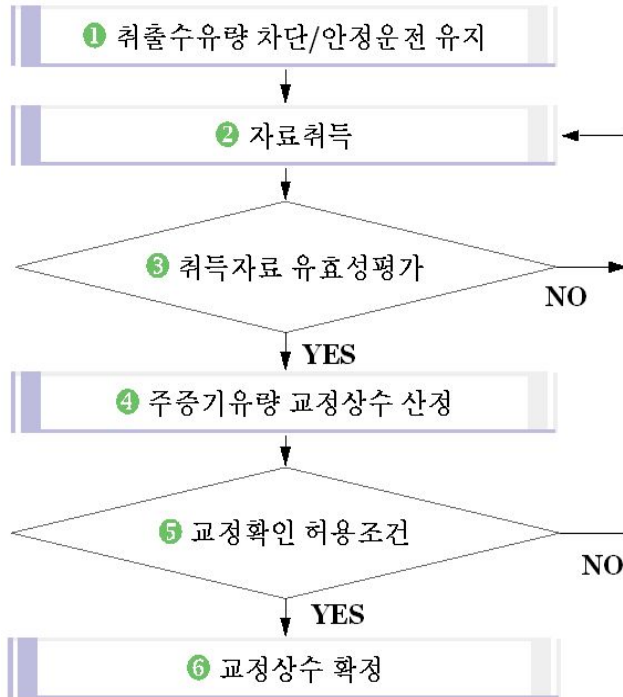 ❶ 취출수유량 차단/안정운전 유지
❷ 자료취득
❸ 취득자료 유효성평가
NO
YES
❹ 주증기유량 교정상수 산정
❺ 교정확인 허용조건
NO
YES
❻ 교정상수 확정